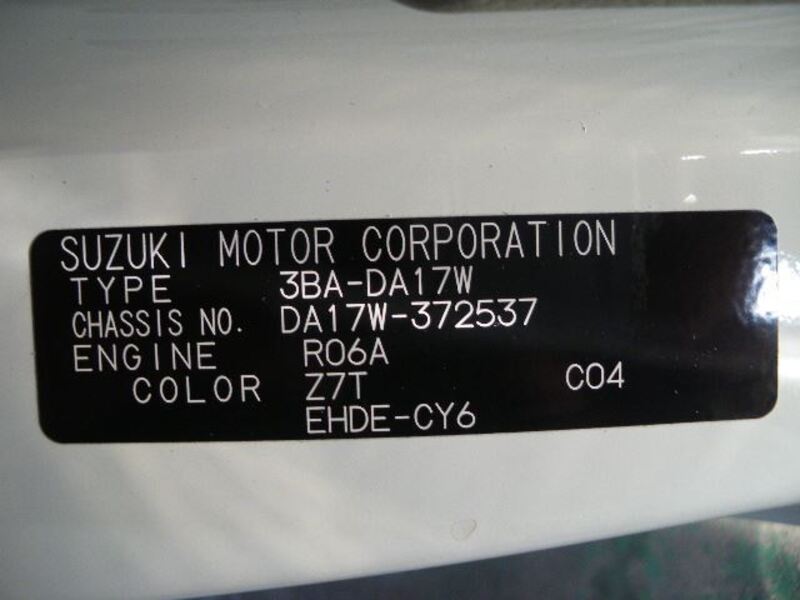 SUZUKI MOTOR CORPORATION
TYPE 3BA-DA17W
CHASSIS NO. DA17W-372537
ENGINE R06A
COLOR Z7T C04
EHDE-CY6